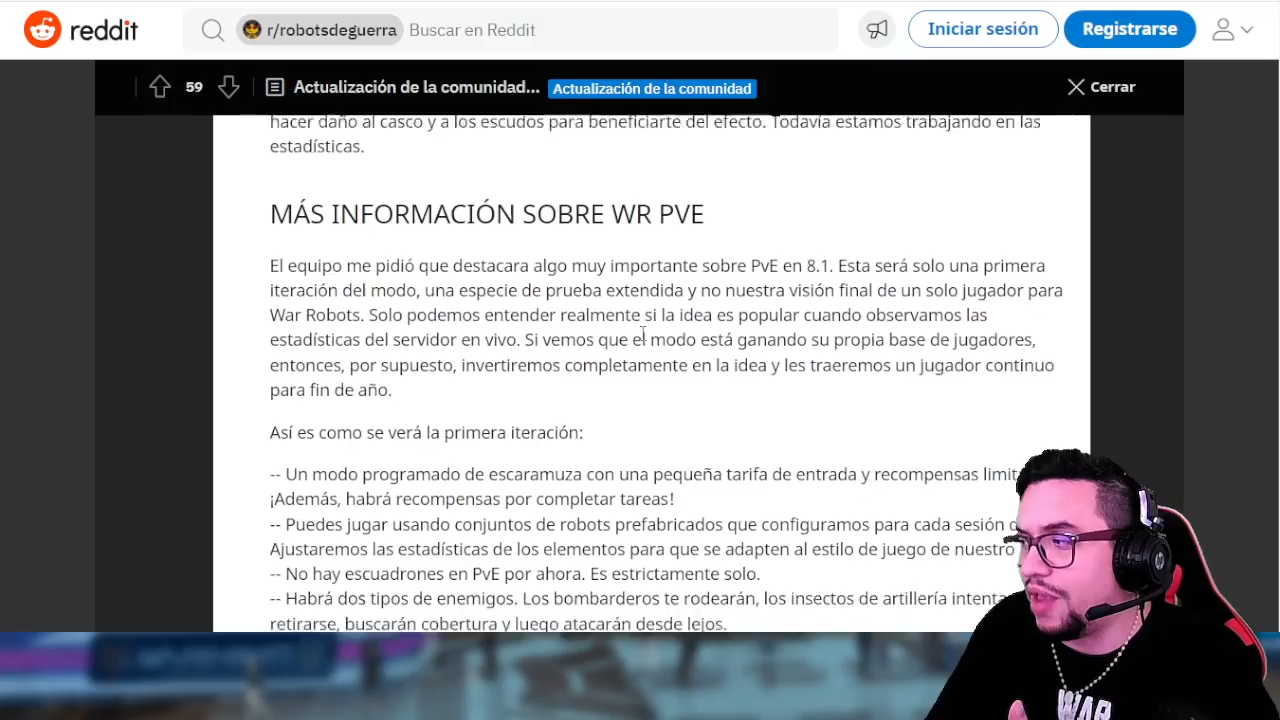 reddit
r/robotsdeguerra
Buscar en Reddit
Iniciar sesión
Registrarse
59
Actualización de la comunidad...
Actualización de la comunidad
Cerrar
hacer daño al casco y a los escudos para beneficiarte del efecto. Todavía estamos trabajando en las
estadísticas.
MÁS INFORMACIÓN SOBRE WR PVE
El equipo me pidió que destacara algo muy importante sobre PvE en 8.1. Esta será solo una primera
iteración del modo, una especie de prueba extendida y no nuestra visión final de un solo jugador para
War Robots. Solo podemos entender realmente si la idea es popular cuando observamos las
estadísticas del servidor en vivo. Si vemos que el modo está ganando su propia base de jugadores,
entonces, por supuesto, invertiremos completamente en la idea y les traeremos un jugador continuo
para fin de año.
Así es como se verá la primera iteración:
-- Un modo programado de escaramuza con una pequeña tarifa de entrada y recompensas
¡Además, habrá recompensas por completar tareas!
-- Puedes jugar usando conjuntos de robots prefabricados que configuramos para cada sesión
Ajustaremos las estadísticas de los elementos para que se adapten al estilo de juego de nuestro
-- No hay escuadrones en PvE por ahora. Es estrictamente solo.
-- Habrá dos tipos de enemigos. Los bombarderos te rodearán, los insectos de artillería
retirarse, buscarán cobertura y luego atacarán desde lejos.
WAR